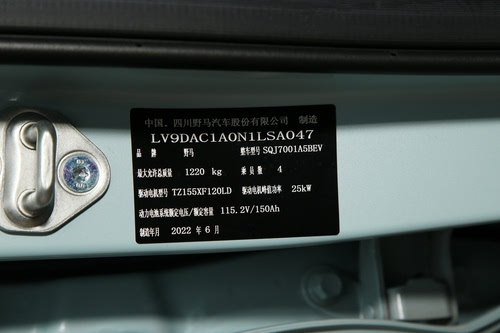 中国．四川野马汽车股份有限公司 制造
LV9DAC1A0N1LSA047
品 牌 野马 整车型号 SQJ7001A5BEV
最大允许总质量 1220 kg 乘 员 数 4
驱动电机型号 TZ155XF120LD 驱动电机峰值功率 25kW
动力电池系统额定电压/额定容量 115.2V/150Ah
制造年月 2022 年 6 月